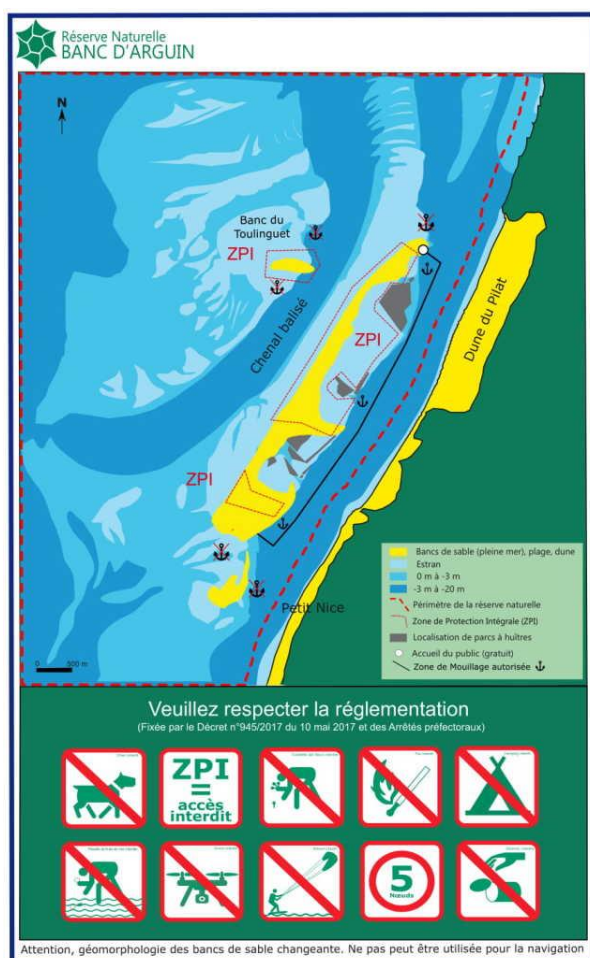 Réserve Naturelle
BANC D'ARGUIN
N
Banc du
Toulinguet
ZPI
Chenal balisé
ZPI
Dune du Pilat
ZPI
Petit Nice
0 500 m
Bancs de sable (pleine mer), plage, dune
Estran
0 m à -3 m
-3 m à -20 m
Périmètre de la réserve naturelle
Zone de Protection Intégrale (ZPI)
Localisation de parcs à huîtres
Accueil du public (gratuit)
Zone de Mouillage autorisée
Veuillez respecter la réglementation
(Fixée par le Décret n°945/2017 du 10 mai 2017 et des Arrêtés préfectoraux)
ZPI
=
accès
interdit
5
Nœuds
Attention, géomorphologie des bancs de sable changeante. Ne pas peut être utilisée pour la navigation